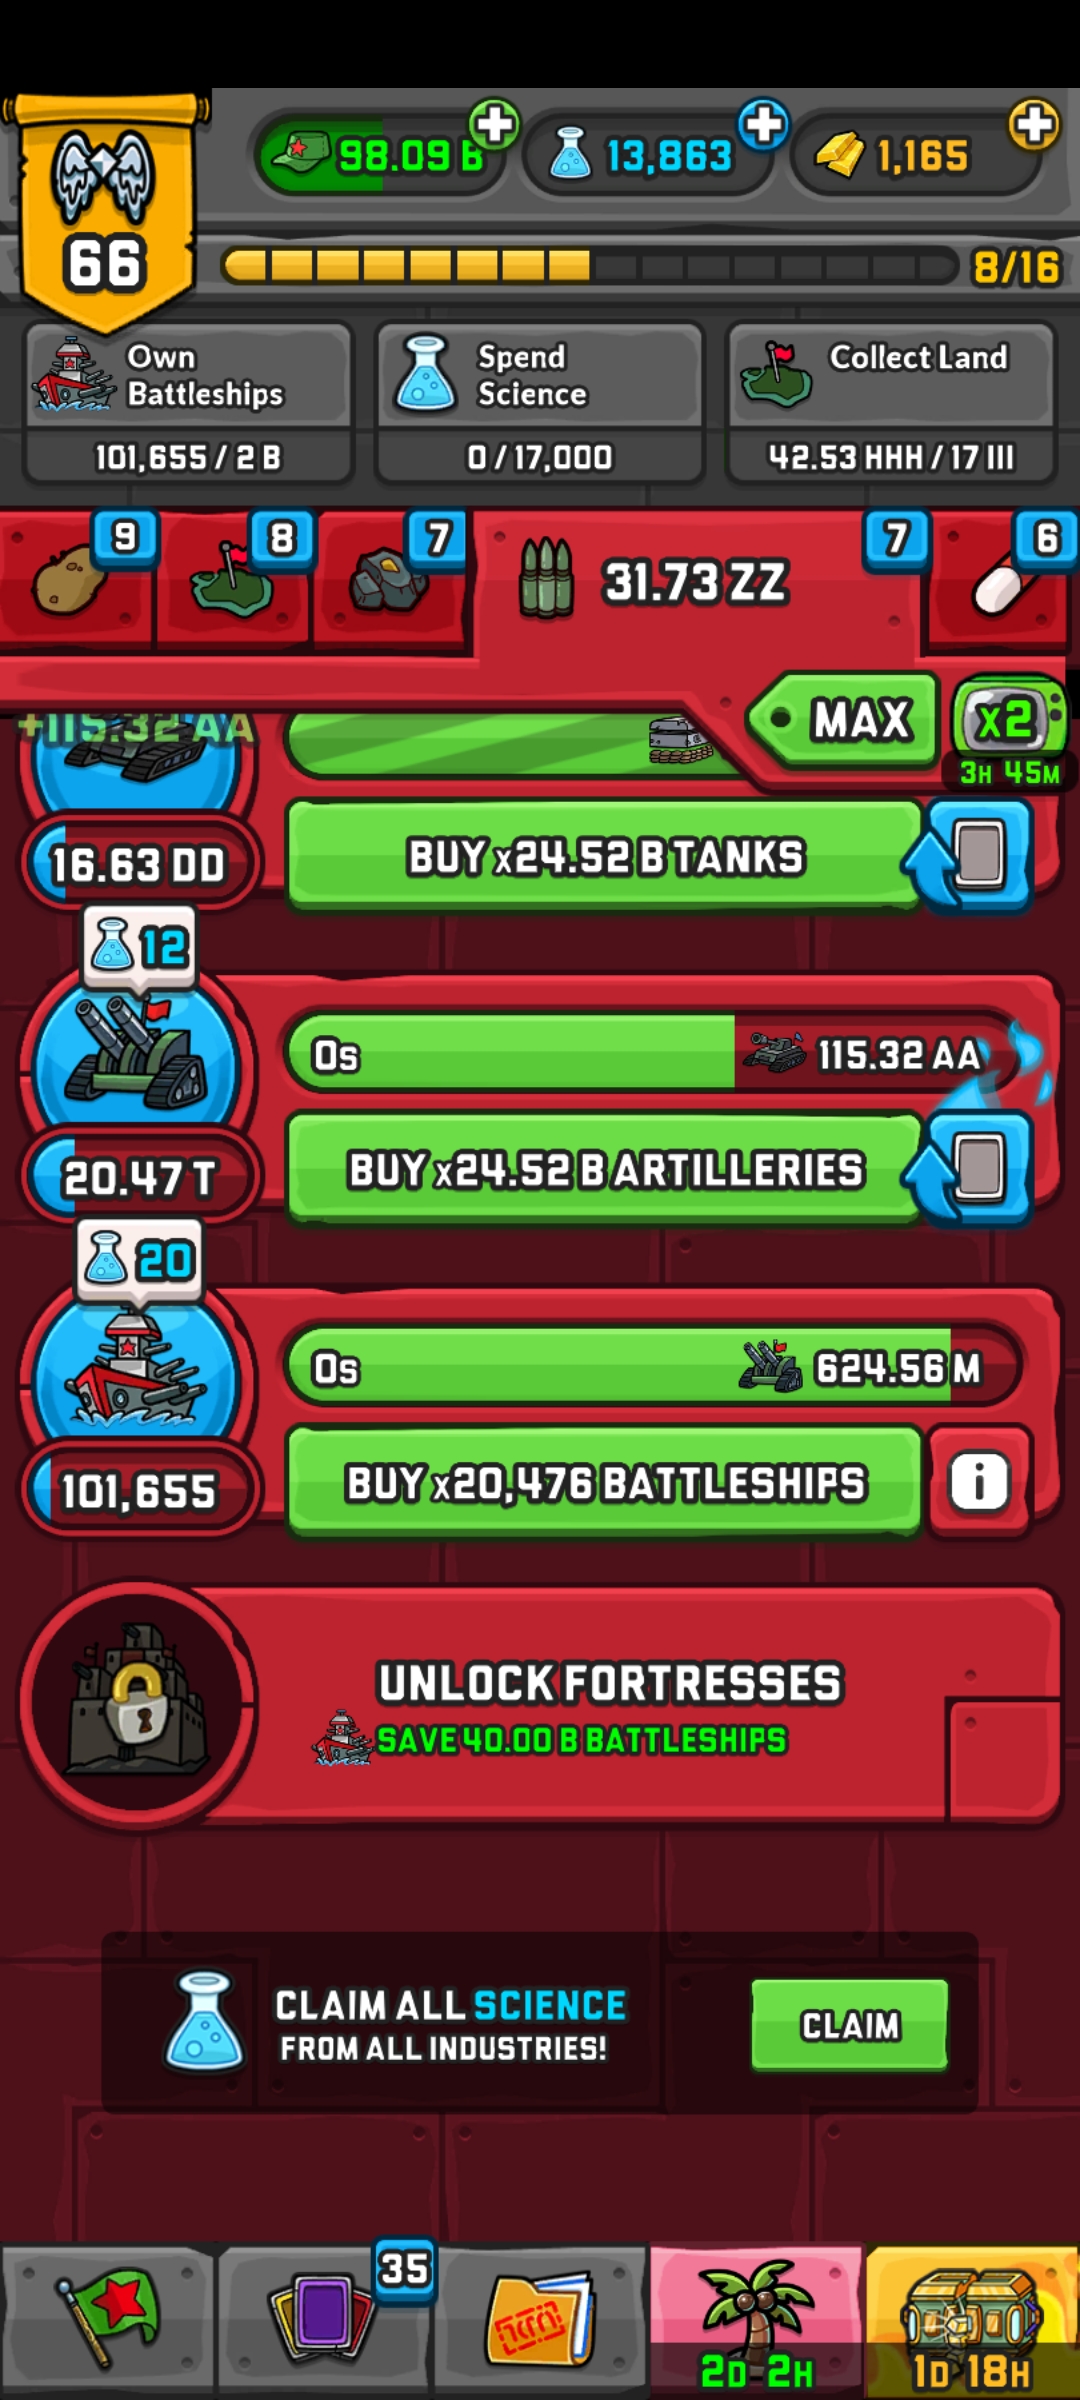 66
98.09 B
13,863
1,165
8/16
Own
Battleships
101,655 / 2 B
Spend
Science
0 / 17,000
Collect Land
42.53 HHH / 17 III
9
8
7
31.73 ZZ
7
6
MAX
x2
3H 45M
+115.32 AA
16.63 DD
BUY x24.52 B TANKS
12
0s
115.32 AA
20.47 T
BUY x24.52 B ARTILLERIES
20
0s
624.56 M
101,655
BUY x20,476 BATTLESHIPS
i
UNLOCK FORTRESSES
SAVE 40.00 B BATTLESHIPS
CLAIM ALL SCIENCE
FROM ALL INDUSTRIES!
CLAIM
35
2D 2H
1D 18H